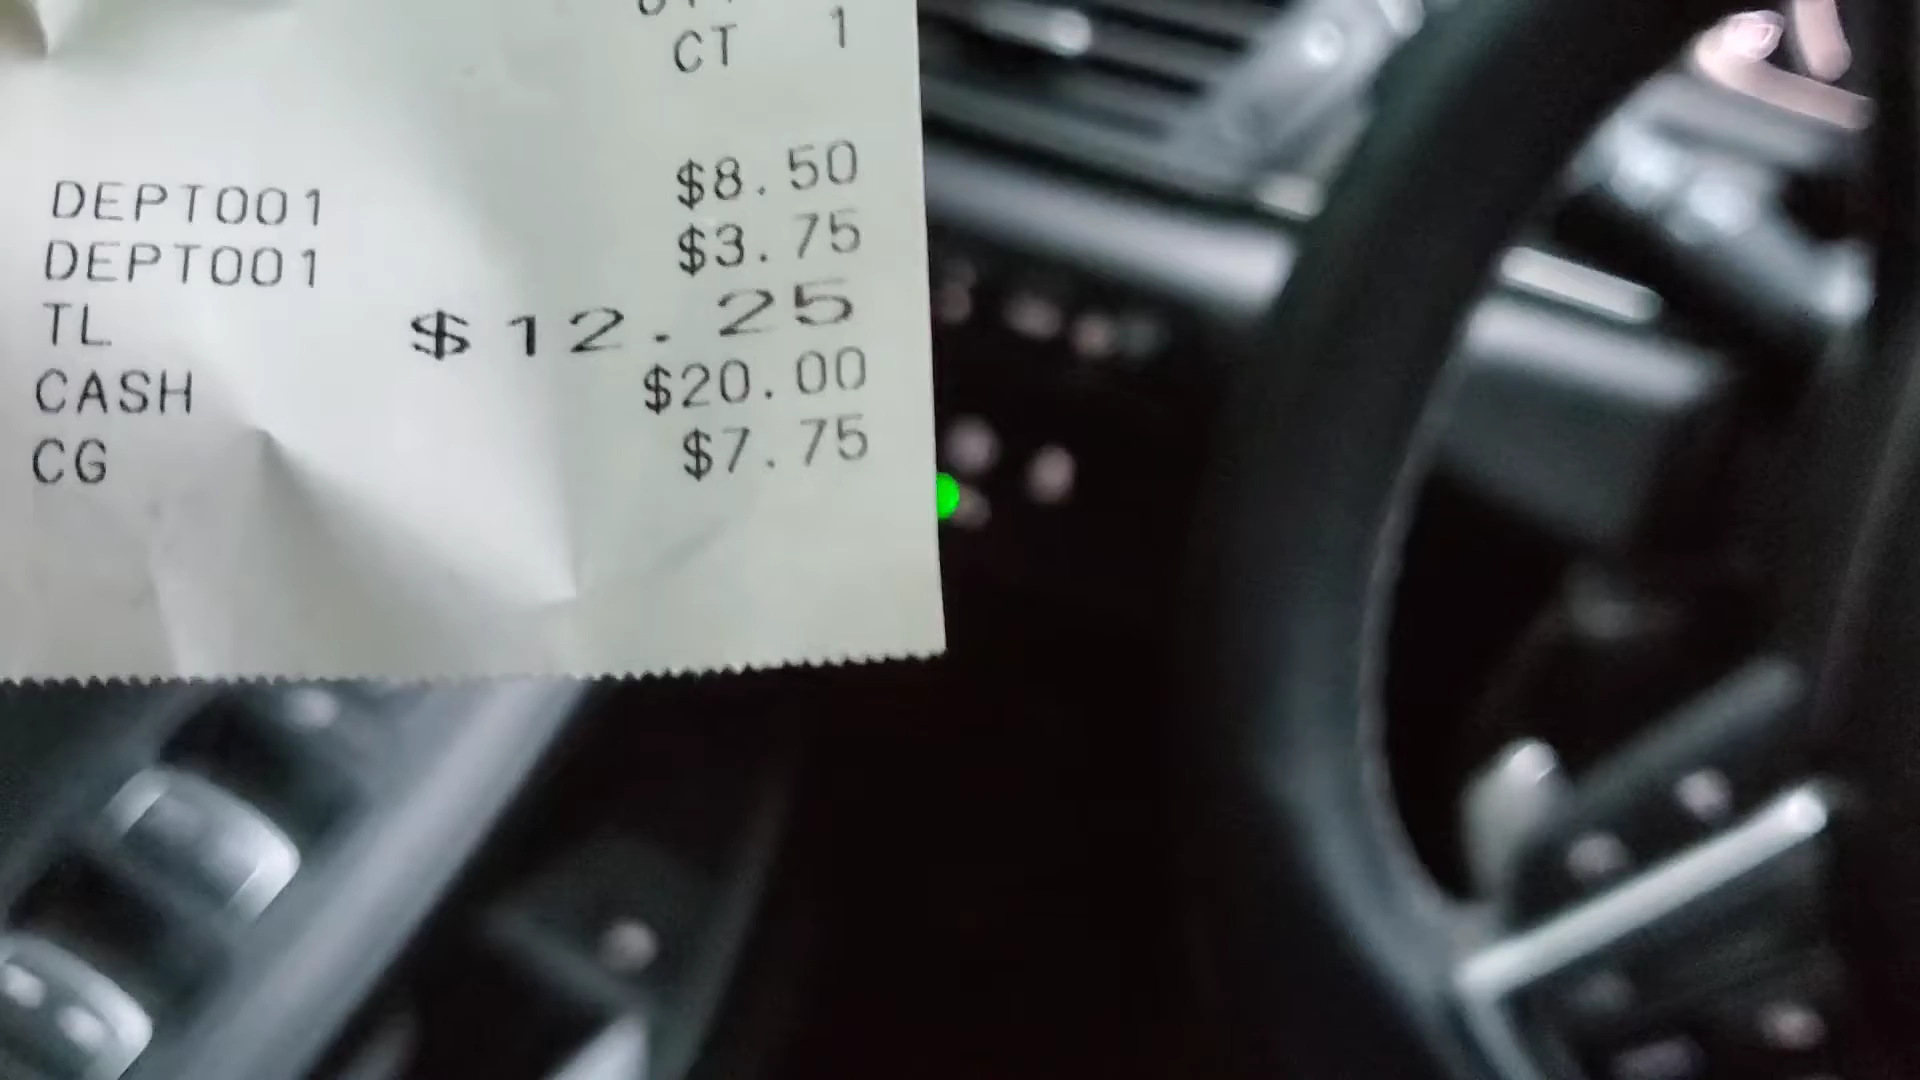 CT 1
DEPT001 $8.50
DEPT001 $3.75
TL $12.25
CASH $20.00
CG $7.75